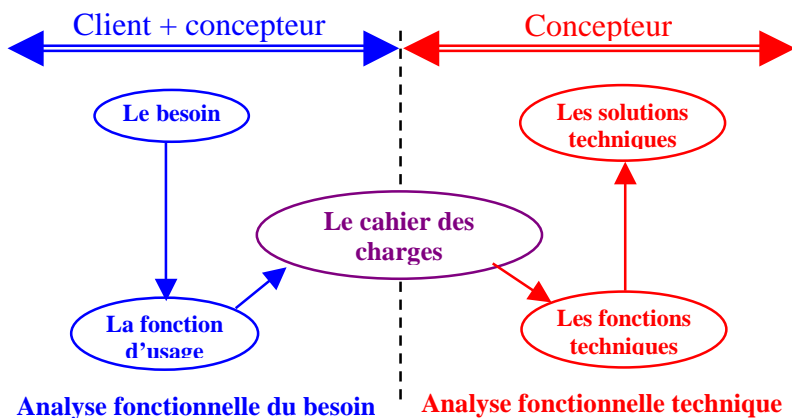 Client + concepteur
Concepteur
Le besoin
Les solutions
techniques
Le cahier des
charges
La fonction
d’usage
Les fonctions
techniques
Analyse fonctionnelle du besoin
Analyse fonctionnelle technique